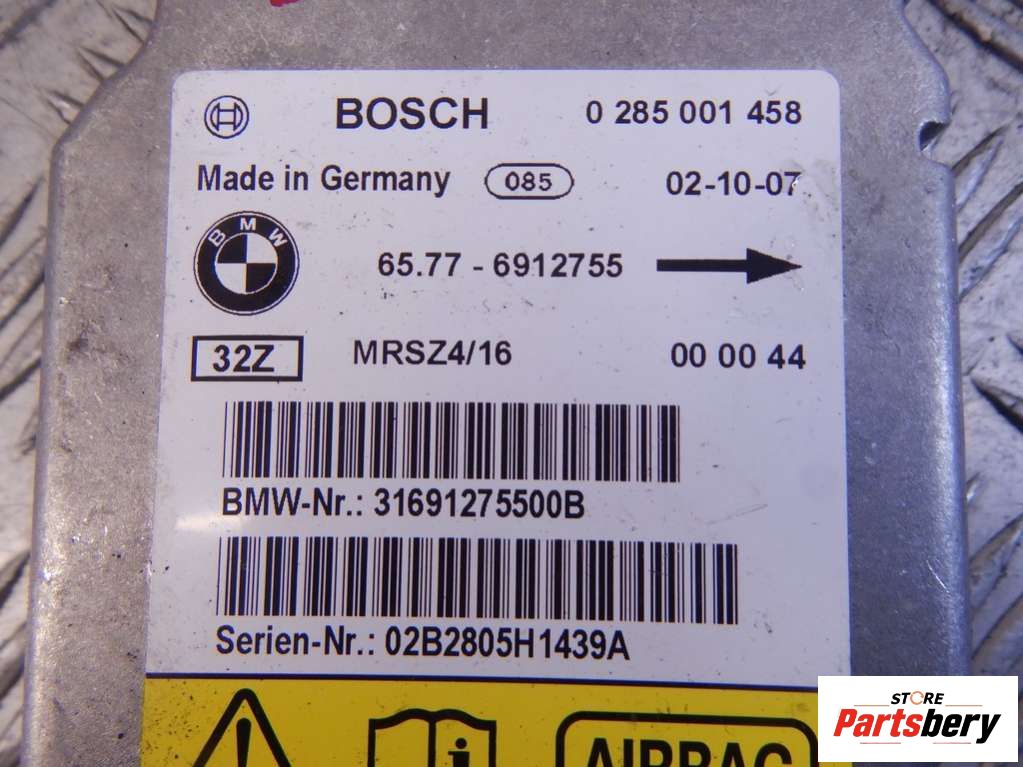 BOSCH 0 285 001 458
Made in Germany 085 02-10-07
BMW
65.77 - 6912755
32Z MRSZ4/16 00 00 44
BMW-Nr.: 31691275500B
Serien-Nr.: 02B2805H1439A
i
AIRBAG
STORE
Partsbery